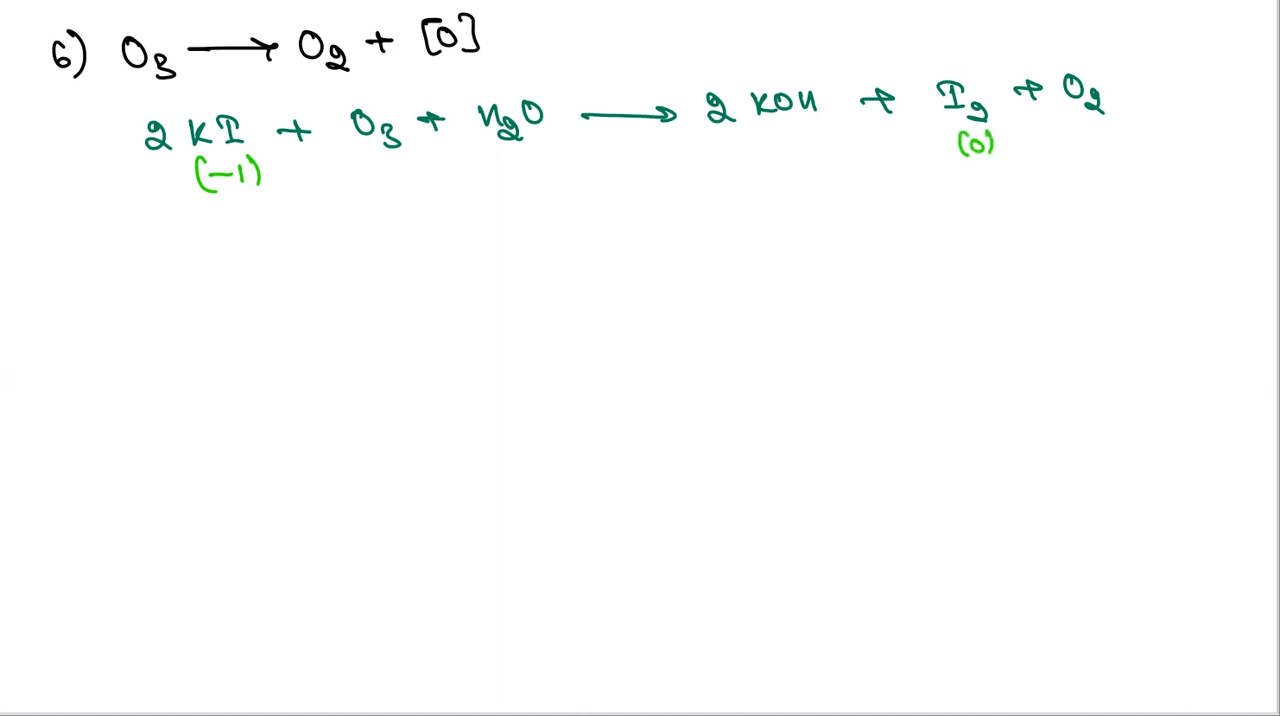 6) O₃ ⟶ O₂ + [O]
2 KI + O₃ + H₂O ⟶ 2 KOH + I₂ + O₂
(-1) (0)